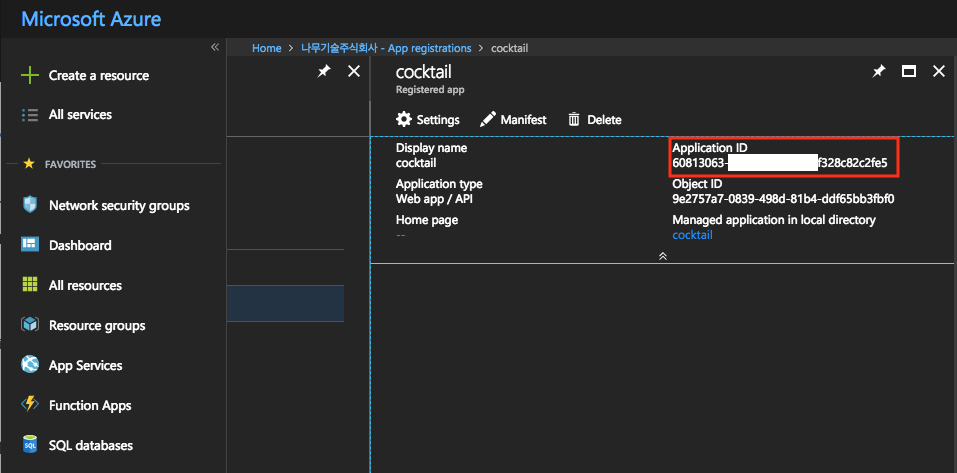 Microsoft Azure
Home > 나무기술주식회사 - App registrations > cocktail
Create a resource
All services
FAVORITES
Network security groups
Dashboard
All resources
Resource groups
App Services
Function Apps
SQL
SQL databases
cocktail
Registered app
Settings
Manifest
Delete
Display name
cocktail
Application ID
60813063-
f328c82c2fe5
Application type
Web app / API
Object ID
9e2757a7-0839-498d-81b4-ddf65bb3fbf0
Home page
--
Managed application in local directory
cocktail